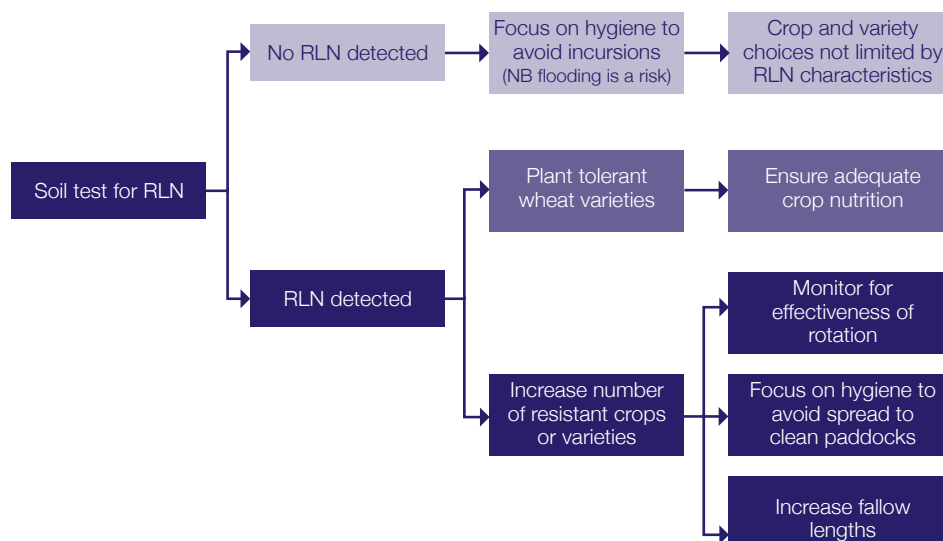 No RLN detected
Focus on hygiene to
avoid incursions
(NB flooding is a risk)
Crop and variety
choices not limited by
RLN characteristics
Soil test for RLN
Plant tolerant
wheat varieties
Ensure adequate
crop nutrition
RLN detected
Monitor for
effectiveness of
rotation
Increase number
of resistant crops
or varieties
Focus on hygiene to
avoid spread to
clean paddocks
Increase fallow
lengths